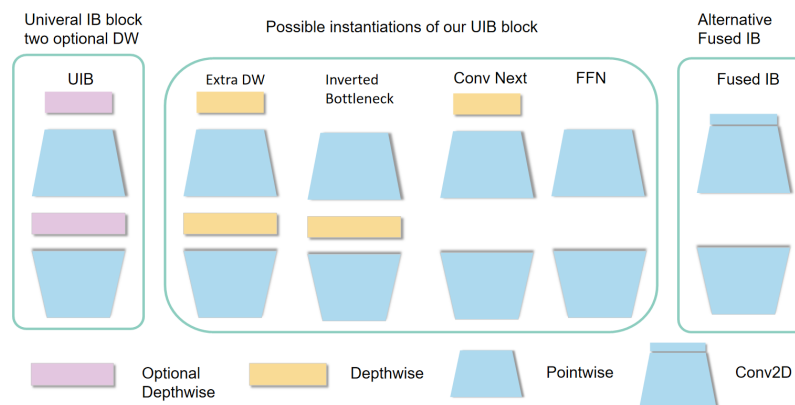 Univeral IB block
two optional DW
Possible instantiations of our UIB block
Alternative
Fused IB
UIB
Extra DW
Inverted
Bottleneck
Conv Next
FFN
Fused IB
Optional
Depthwise
Depthwise
Pointwise
Conv2D